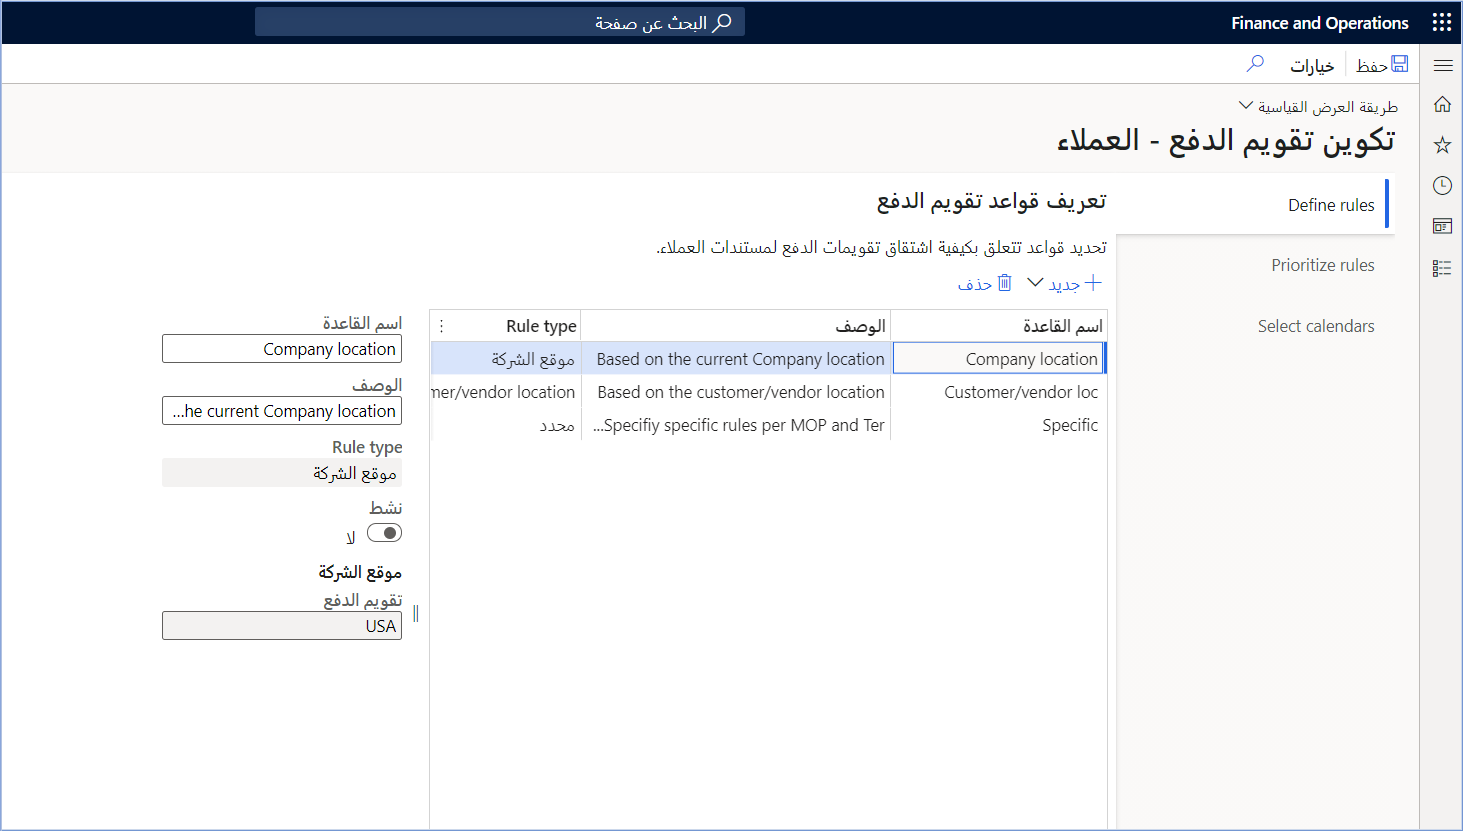 Finance and Operations
البحث عن صفحة
حفظ
خيارات
طريقة العرض القياسية
تكوين تقويم الدفع - العملاء
Define rules
Prioritize rules
Select calendars
تعريف قواعد تقويم الدفع
تحديد قواعد تتعلق بكيفية اشتقاق تقويمات الدفع لمستندات العملاء.
جديد حذف
اسم القاعدة الوصف Rule type
Company location Based on the current Company location موقع الشركة
Customer/vendor loc Based on the customer/vendor location ner/vendor location
Specific ...Specifiy specific rules per MOP and Ter محدد
اسم القاعدة
Company location
الوصف
...he current Company location
Rule type
موقع الشركة
نشط
لا
موقع الشركة
تقويم الدفع
USA